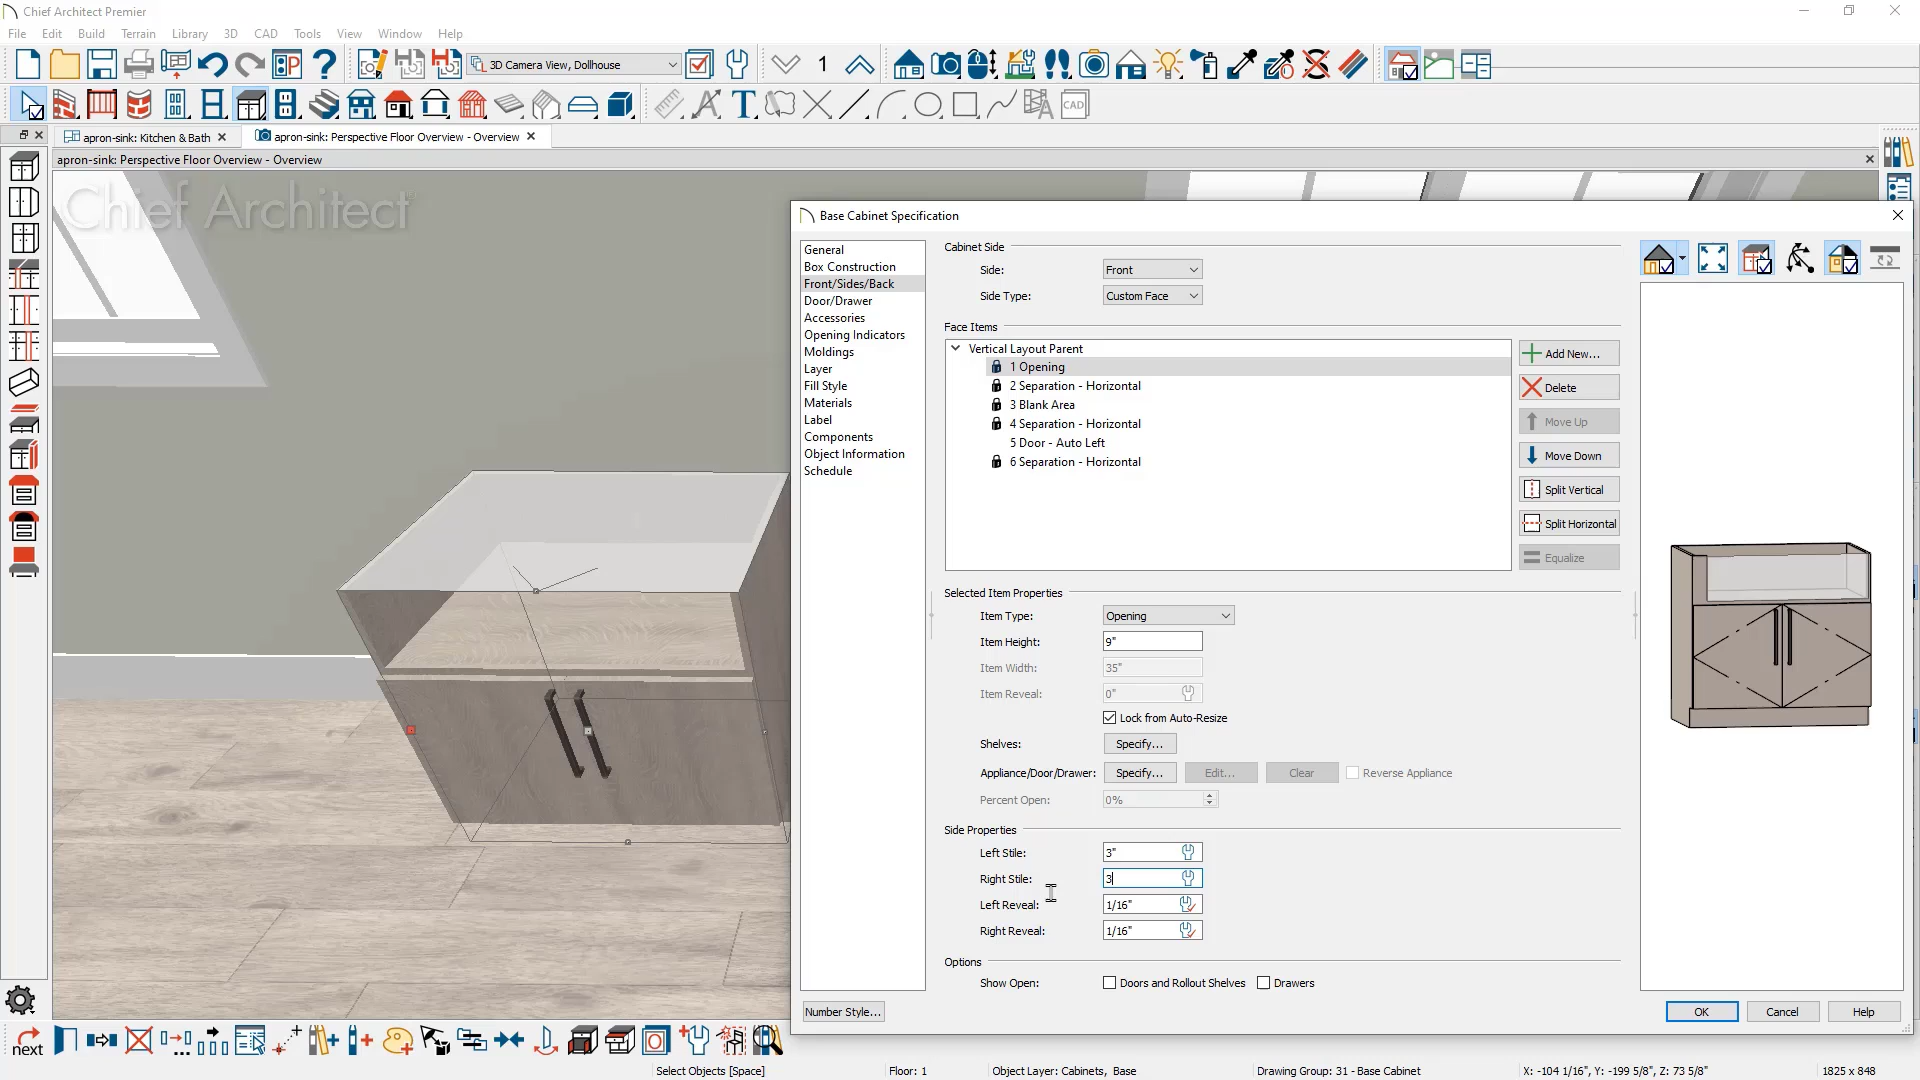 Chief Architect Premier
File Edit Build Terrain Library 3D CAD Tools View Window Help
3D Camera View, Dollhouse
1
CAD
apron-sink: Kitchen & Bath
apron-sink: Perspective Floor Overview - Overview
apron-sink: Perspective Floor Overview - Overview
Chief Architect
Base Cabinet Specification
General
Box Construction
Front/Sides/Back
Door/Drawer
Accessories
Opening Indicators
Moldings
Layer
Fill Style
Materials
Label
Components
Object Information
Schedule
Number Style...
Cabinet Side
Side: Front
Side Type: Custom Face
Face Items
Vertical Layout Parent
1 Opening
2 Separation - Horizontal
3 Blank Area
4 Separation - Horizontal
5 Door - Auto Left
6 Separation - Horizontal
Add New...
Delete
Move Up
Move Down
Split Vertical
Split Horizontal
Equalize
Selected Item Properties
Item Type: Opening
Item Height: 9"
Item Width: 35"
Item Reveal: 0"
Lock from Auto-Resize
Shelves: Specify...
Appliance/Door/Drawer: Specify... Edit... Clear Reverse Appliance
Percent Open: 0%
Side Properties
Left Stile: 3"
Right Stile: 3
Left Reveal: 1/16"
Right Reveal: 1/16"
Options
Show Open: Doors and Rollout Shelves Drawers
OK Cancel Help
next
Select Objects [Space] Floor: 1 Object Layer: Cabinets, Base Drawing Group: 31 - Base Cabinet X: -104 1/16", Y: -199 5/8", Z: 73 5/8" 1825 x 848